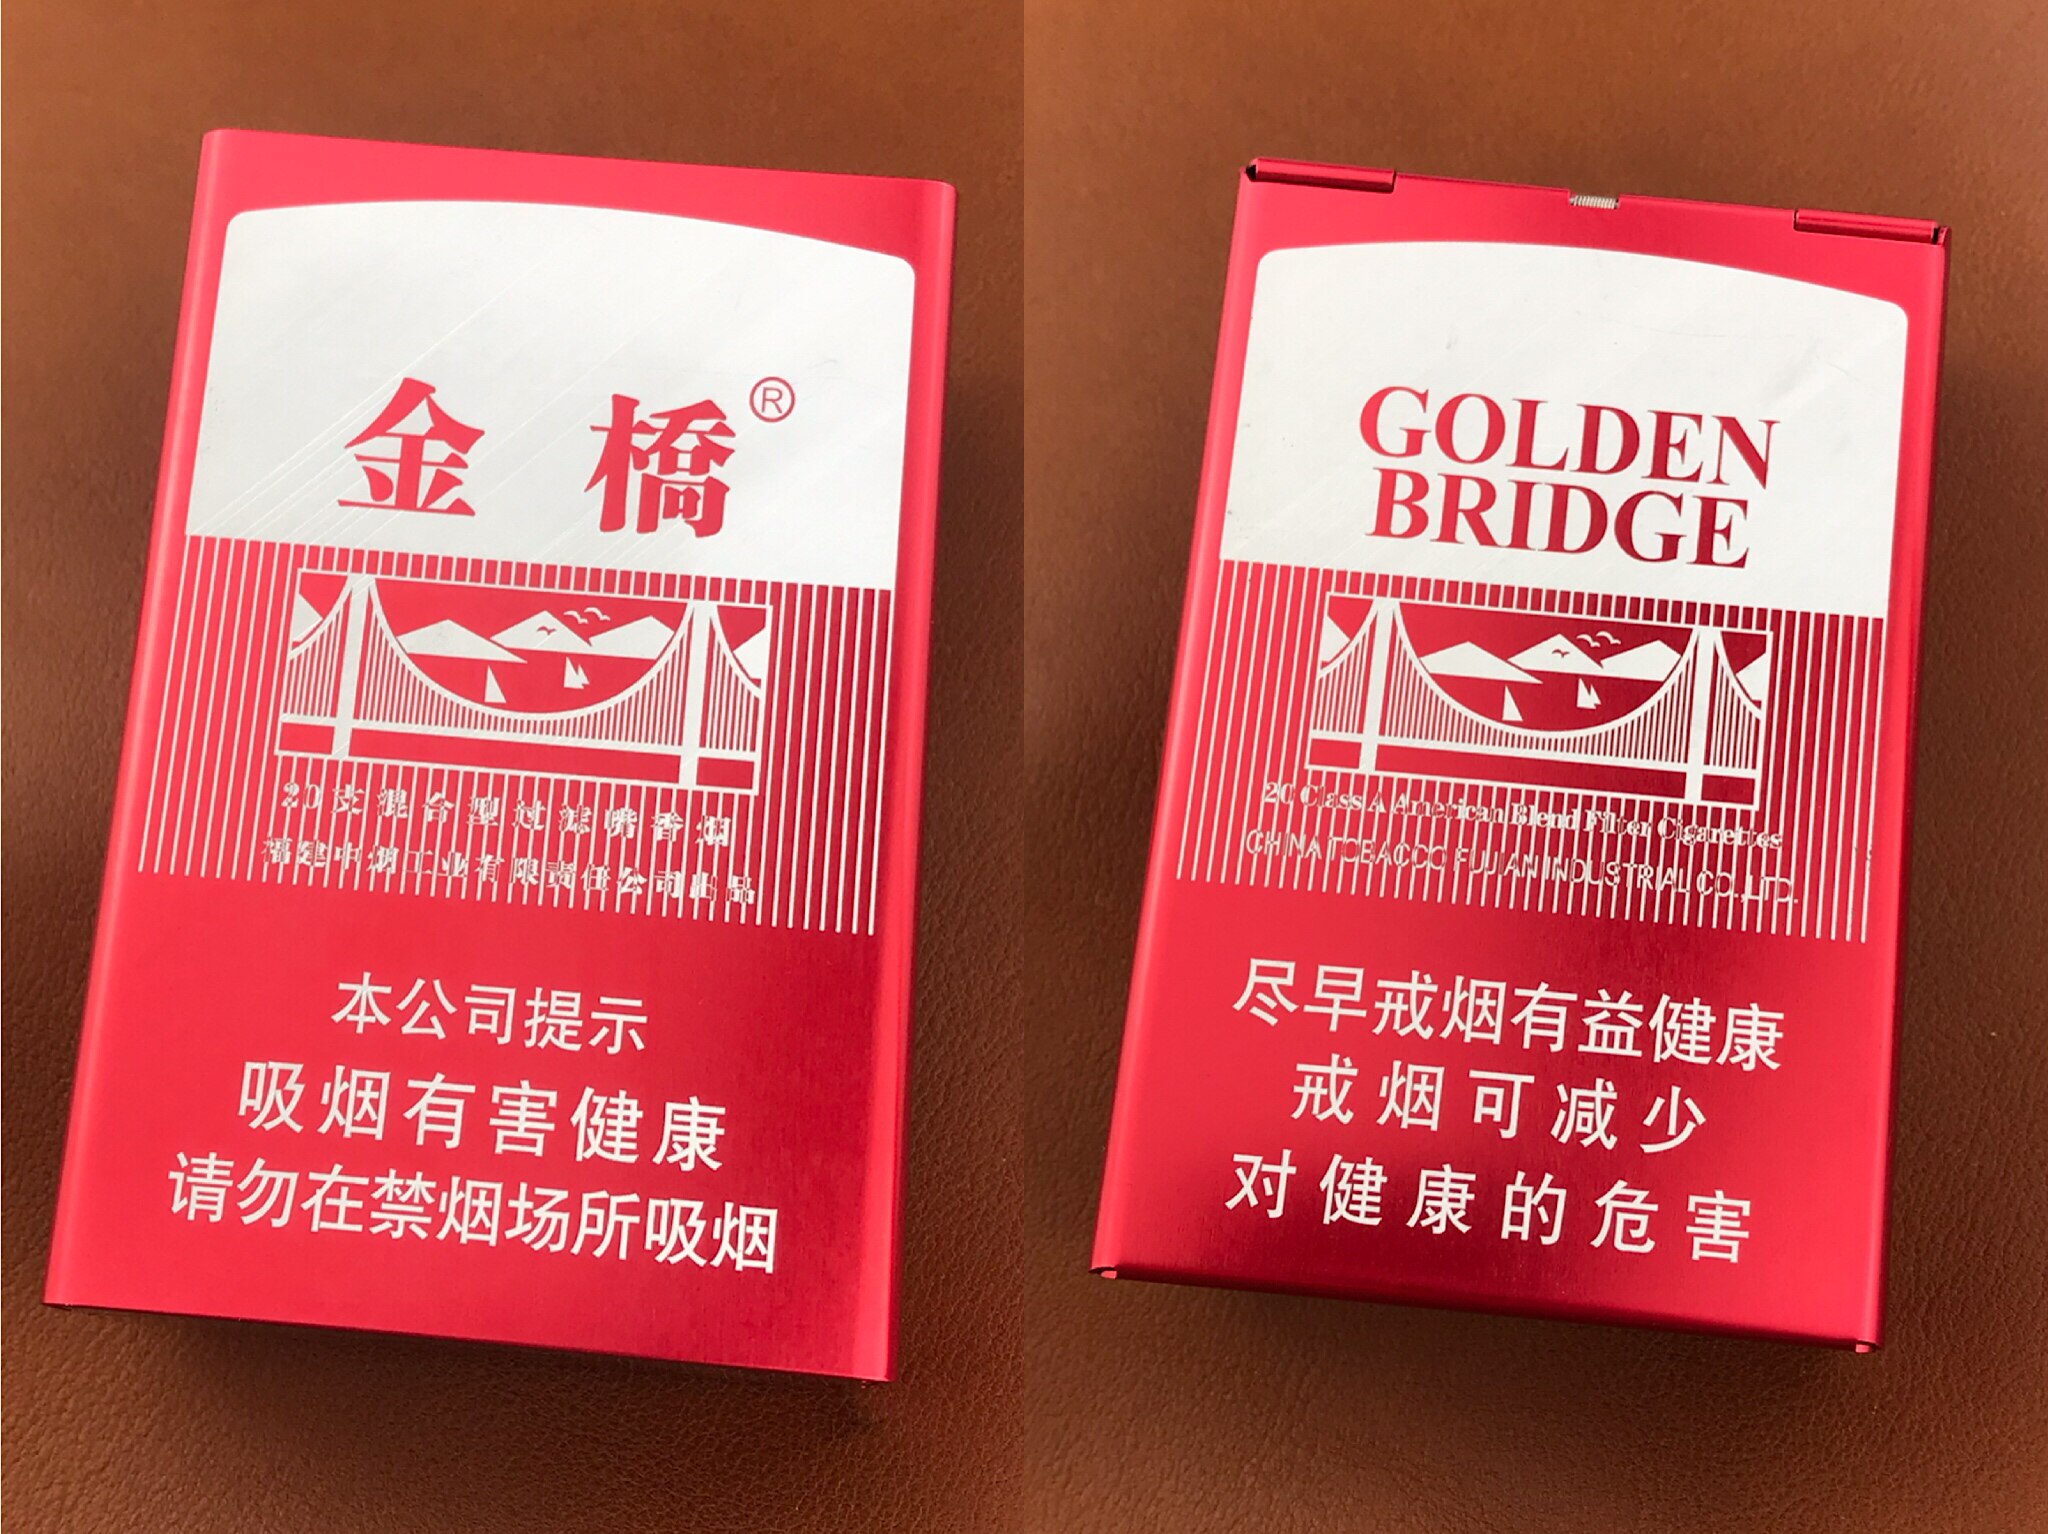 金橋®
20支混合型过滤嘴香烟
福建中烟工业有限责任公司出品
本公司提示
吸烟有害健康
请勿在禁烟场所吸烟
GOLDEN
BRIDGE
20 Class A American Blend Filter Cigarettes
CHINA TOBACCO FUJIAN INDUSTRIAL CO.,LTD.
尽早戒烟有益健康
戒烟可减少
对健康的危害